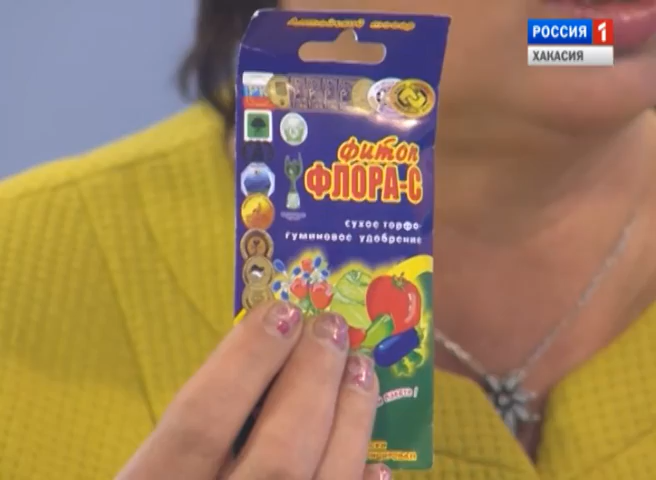 Алтайский товар
РОССИЯ 1
ХАКАСИЯ
фитоп
ФЛОРА-С
сухое торфо-
гуминовое удобрение